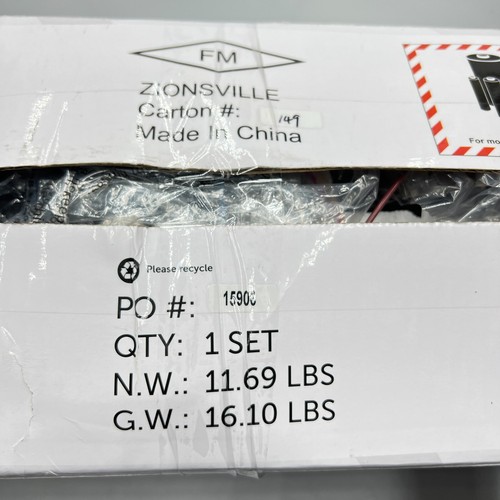 FM
ZIONSVILLE
Carton #: 149
Made In China
For mo
Please recycle
PO #: 15908
QTY: 1 SET
N.W.: 11.69 LBS
G.W.: 16.10 LBS